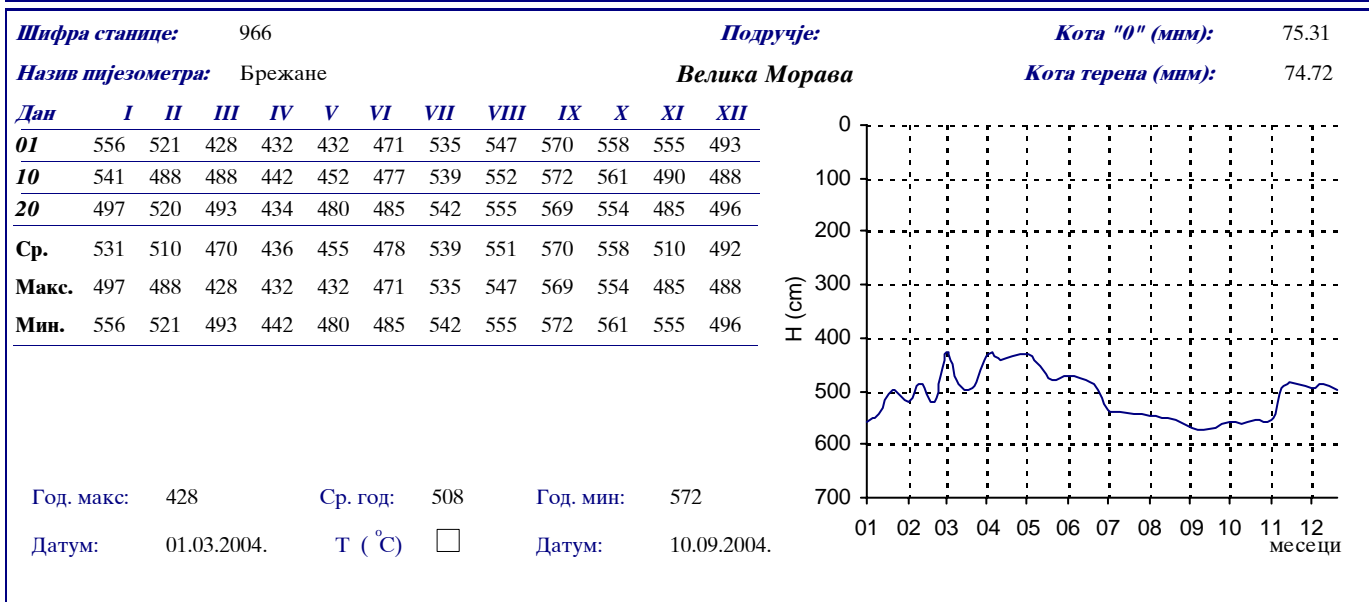 Шифра станице: 966 Подручје: Кота "0" (мнм): 75.31
Назив пијезометра: Брежане Велика Морава Кота терена (мнм): 74.72
Дан I II III IV V VI VII VIII IX X XI XII
01 556 521 428 432 432 471 535 547 570 558 555 493
10 541 488 488 442 452 477 539 552 572 561 490 488
20 497 520 493 434 480 485 542 555 569 554 485 496
Ср. 531 510 470 436 455 478 539 551 570 558 510 492
Макс. 497 488 428 432 432 471 535 547 569 554 485 488
Мин. 556 521 493 442 480 485 542 555 572 561 555 496
Год. макс: 428 Ср. год: 508 Год. мин: 572
Датум: 01.03.2004. Т ( °C) Датум: 10.09.2004.
H (cm)
0
100
200
300
400
500
600
700
01 02 03 04 05 06 07 08 09 10 11 12
месеци